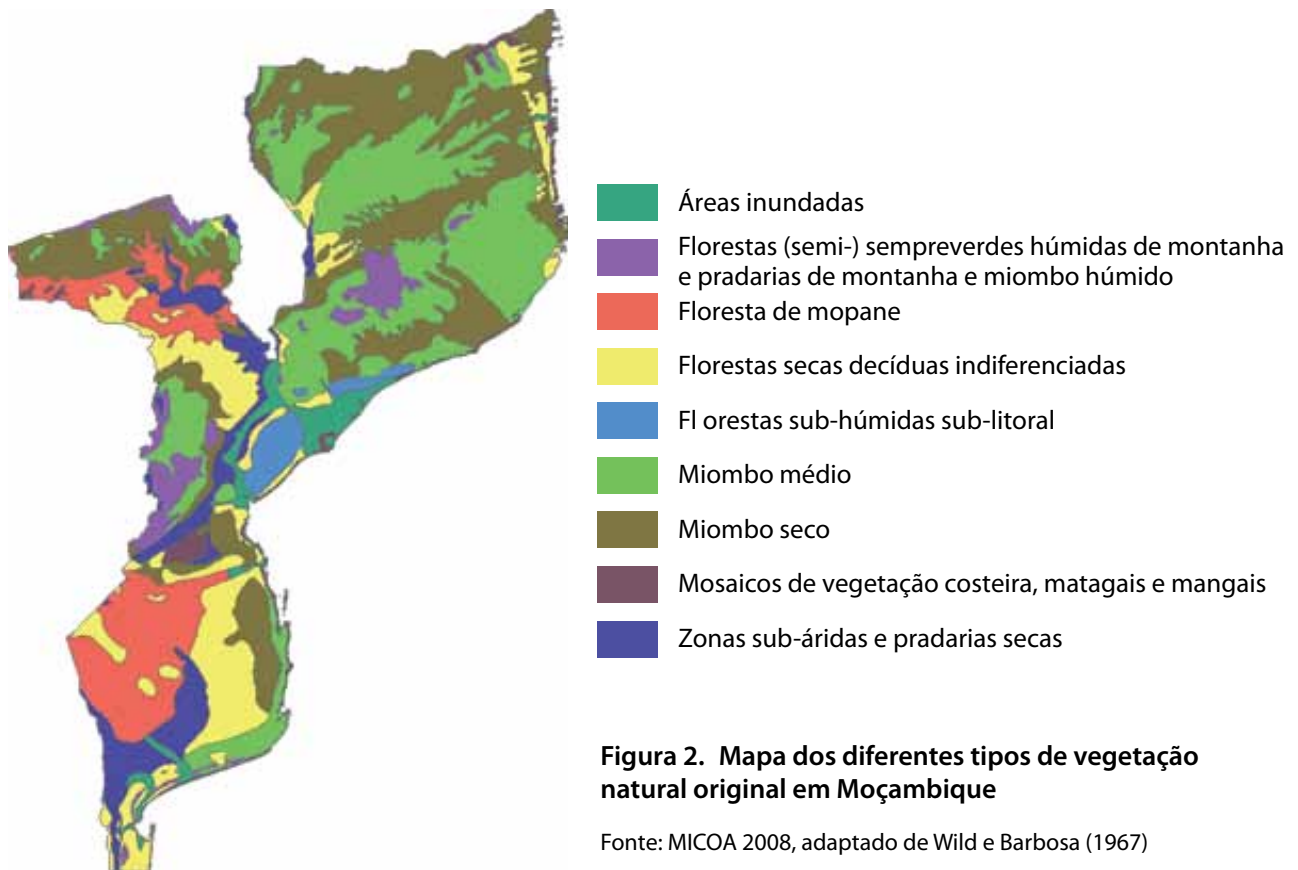 Áreas inundadas
Florestas (semi-) sempreverdes húmidas de montanha
e pradarias de montanha e miombo húmido
Floresta de mopane
Florestas secas decíduas indiferenciadas
Fl orestas sub-húmidas sub-litoral
Miombo médio
Miombo seco
Mosaicos de vegetação costeira, matagais e mangais
Zonas sub-áridas e pradarias secas
Figura 2. Mapa dos diferentes tipos de vegetação
natural original em Moçambique
Fonte: MICOA 2008, adaptado de Wild e Barbosa (1967)